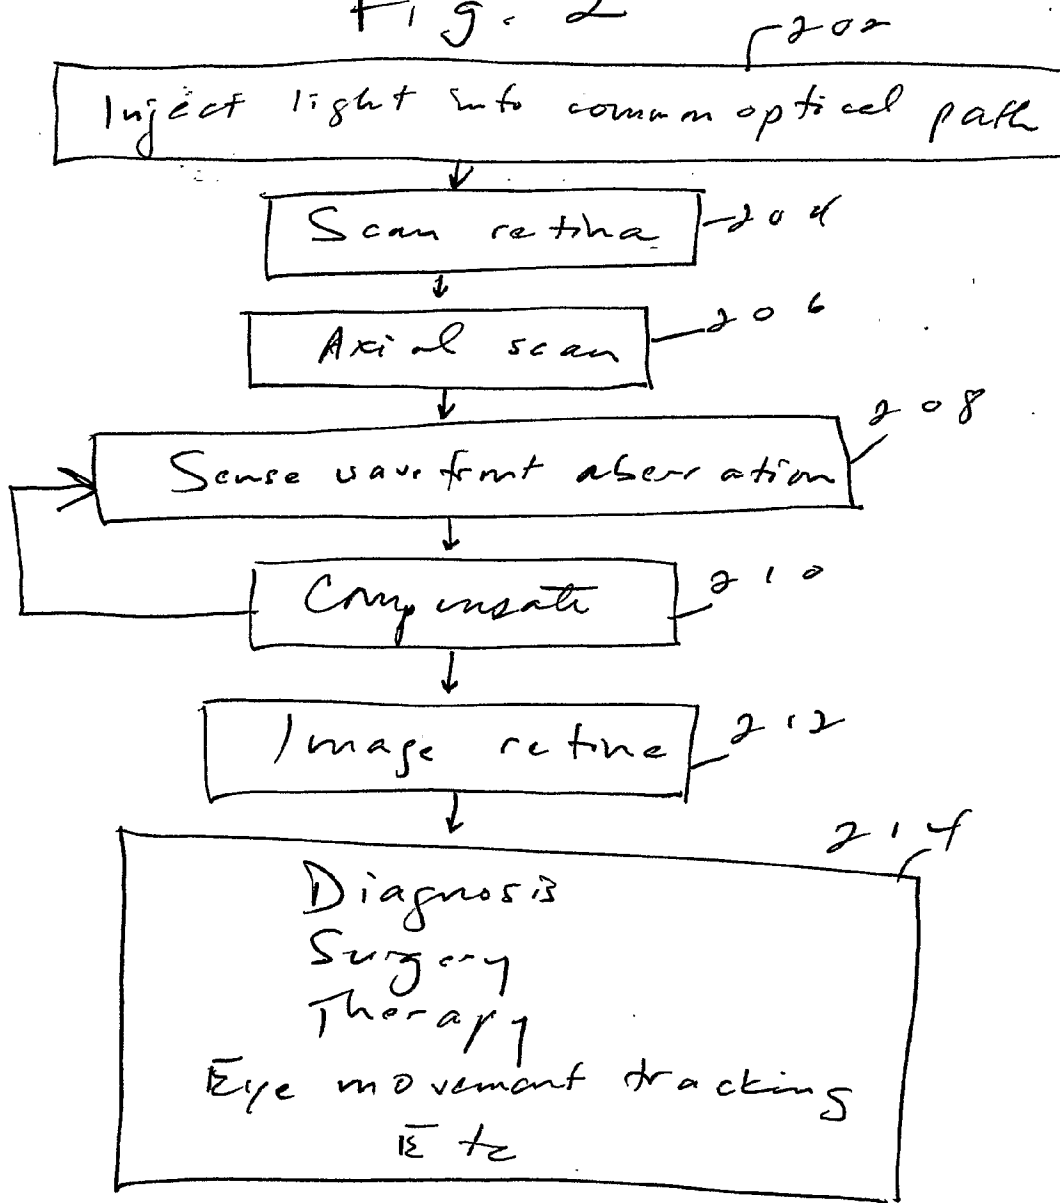 Fig. 2
202
Inject light into common optical path
Scan retina
204
Axial scan
206
208
Sense wavefront aberration
Compensate
210
Image retina
212
214
Diagnosis
Surgery
Therapy
Eye movement tracking
Etc